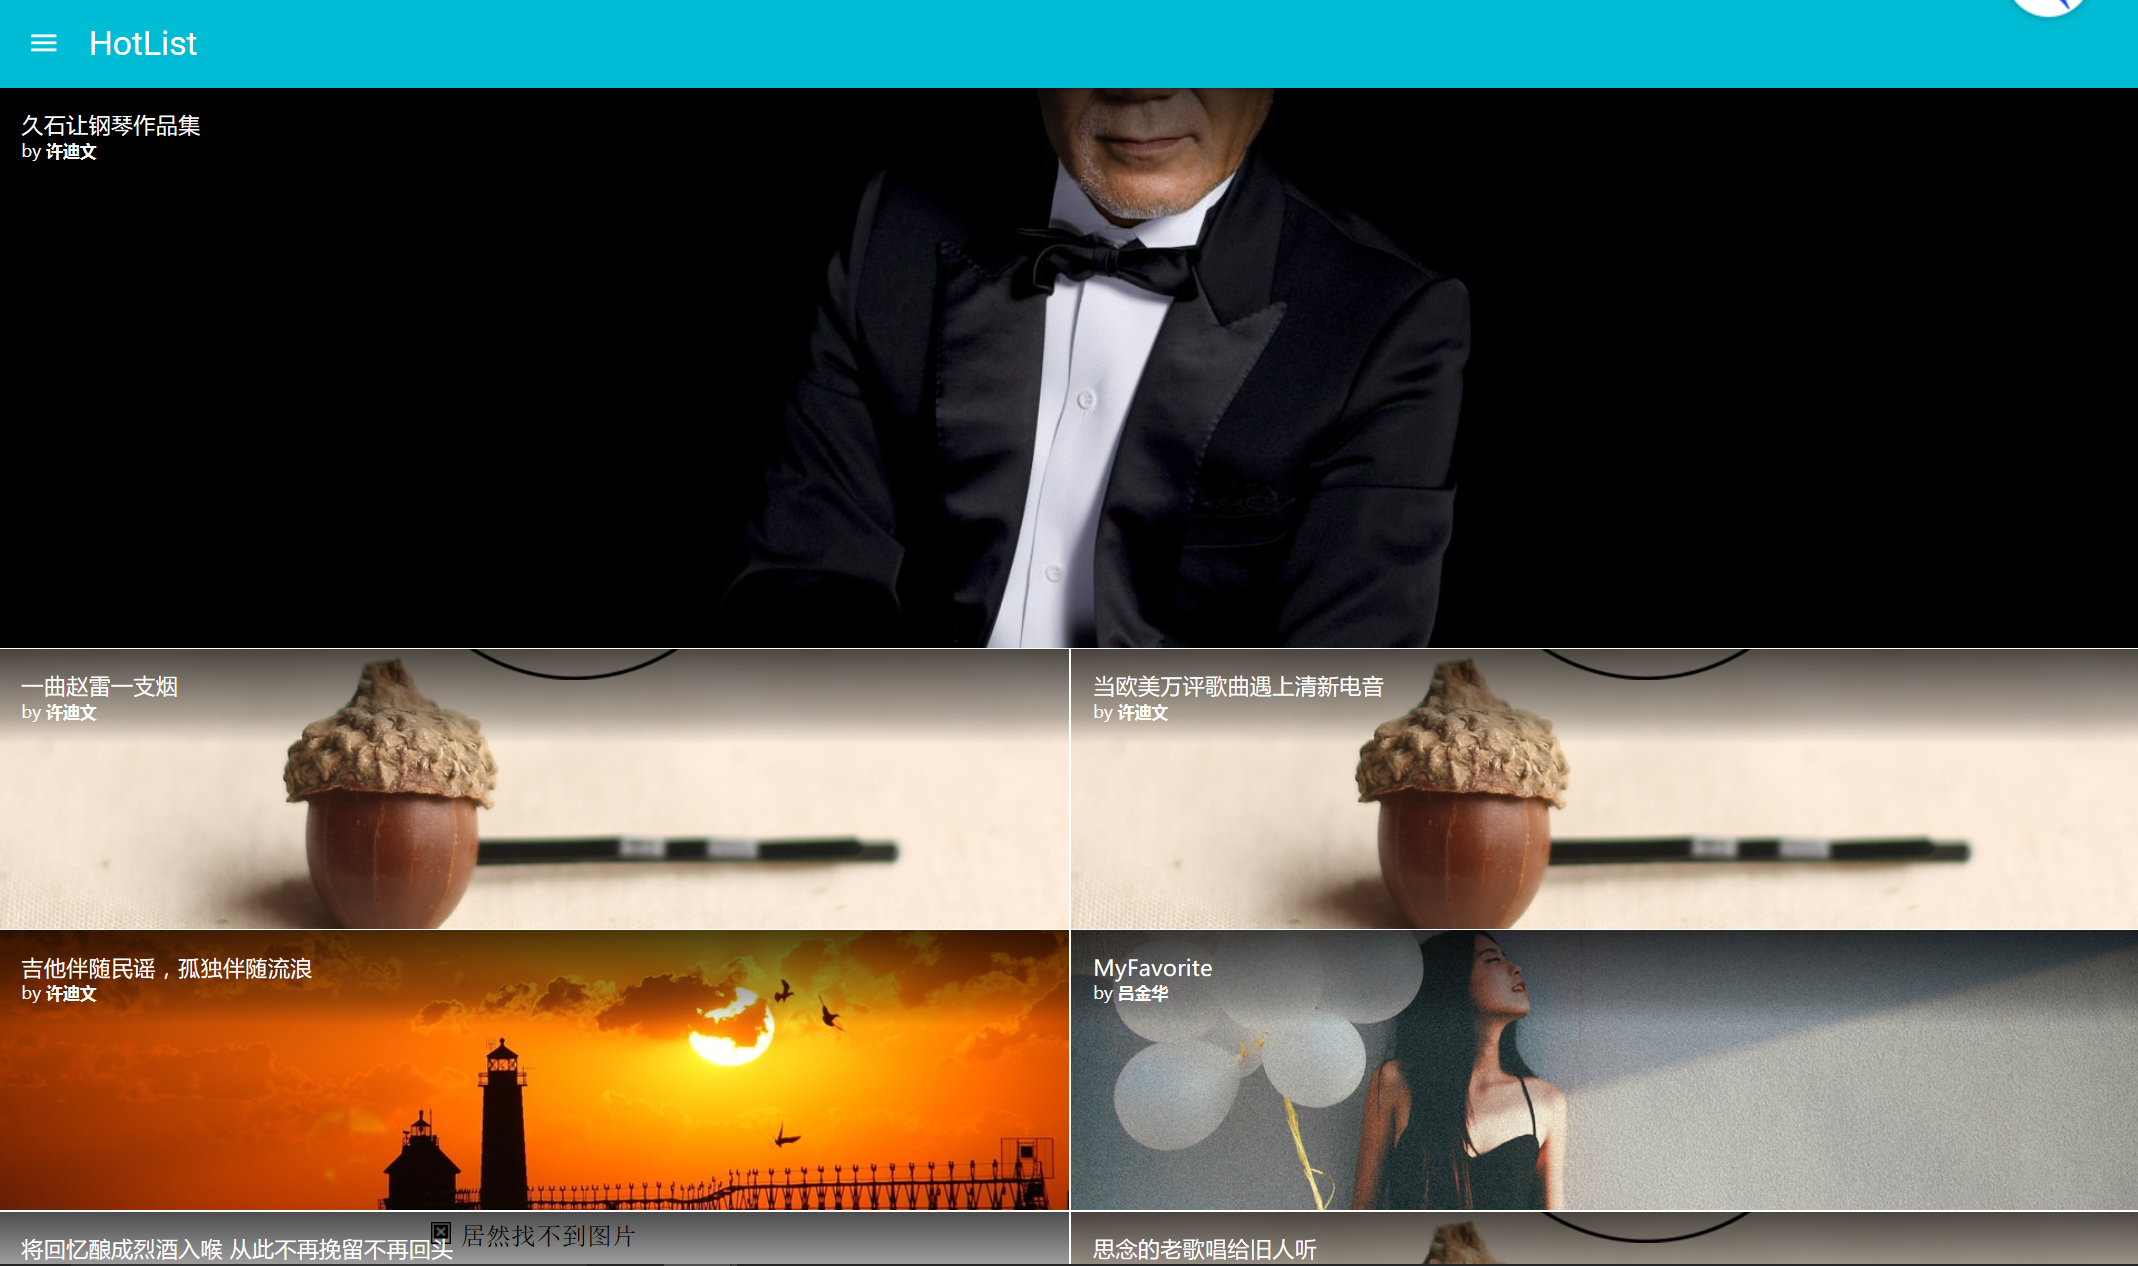 HotList
久石让钢琴作品集
by 许迪文
一曲赵雷一支烟
by 许迪文
当欧美万评歌曲遇上清新电音
by 许迪文
吉他伴随民谣，孤独伴随流浪
by 许迪文
MyFavorite
by 吕金华
居然找不到图片
将回忆酿成烈酒入喉 从此不再挽留不再回头
思念的老歌唱给旧人听